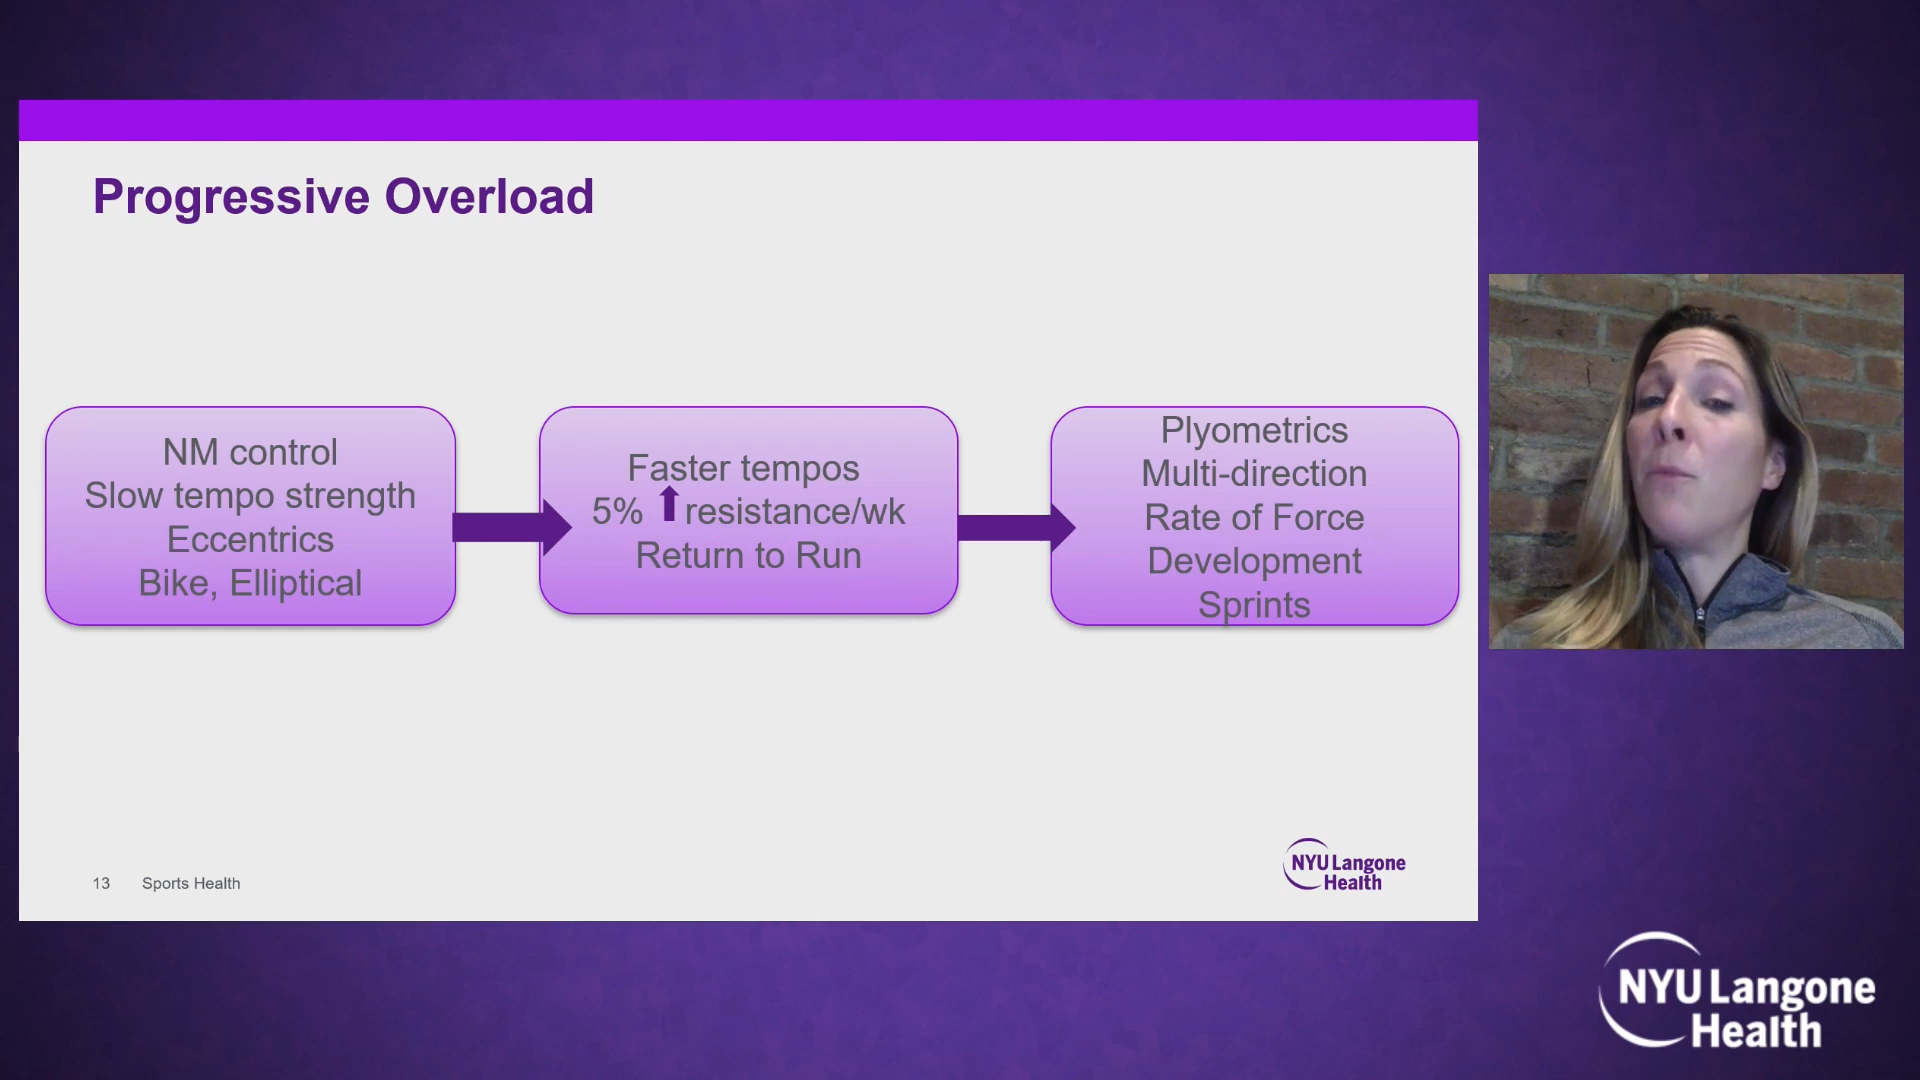 Progressive Overload
NM control
Slow tempo strength
Eccentrics
Bike, Elliptical
Faster tempos
5% ⬆ resistance/wk
Return to Run
Plyometrics
Multi-direction
Rate of Force
Development
Sprints
13 Sports Health
NYU Langone
Health
NYU Langone
Health